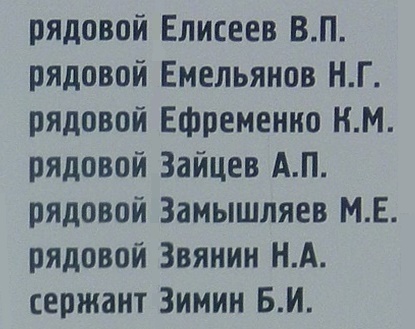 рядовой Елисеев В.П.
рядовой Емельянов Н.Г.
рядовой Ефременко К.М.
рядовой Зайцев А.П.
рядовой Замышляев М.Е.
рядовой Звянин Н.А.
сержант Зимин Б.И.